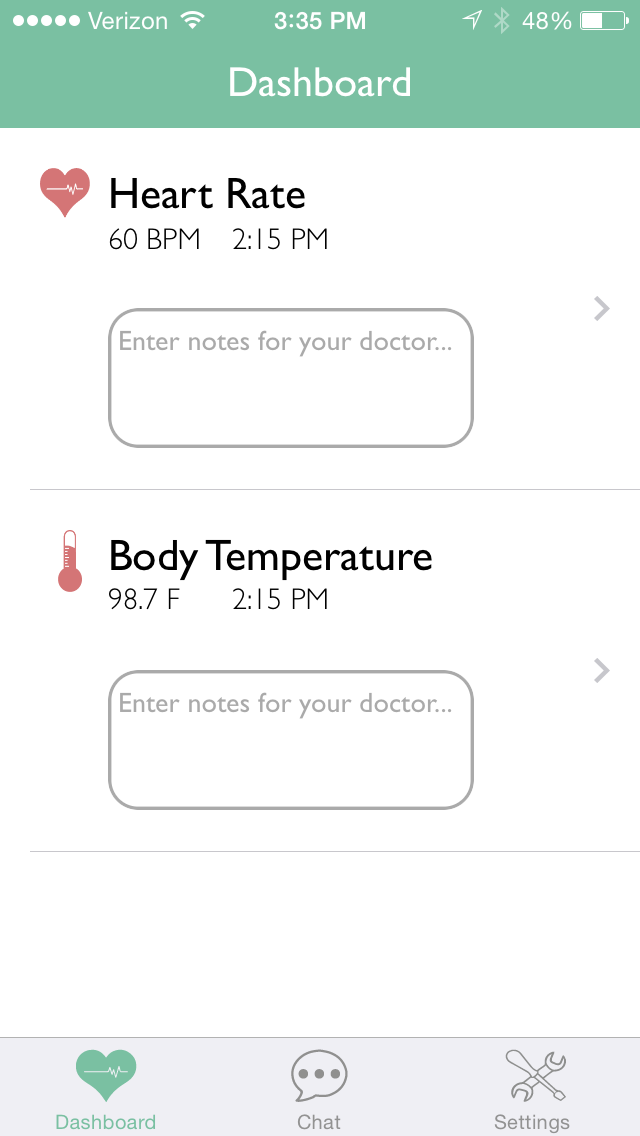 Verizon 3:35 PM 48%
Dashboard
Heart Rate
60 BPM 2:15 PM
Enter notes for your doctor...
Body Temperature
98.7 F 2:15 PM
Enter notes for your doctor...
Dashboard Chat Settings